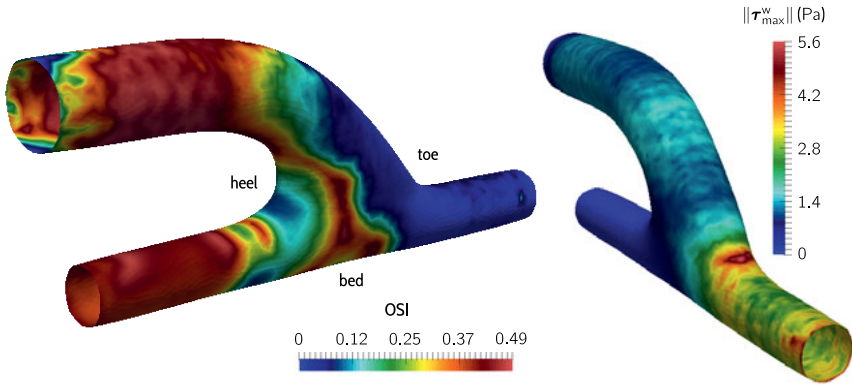 ‖τ^w_max‖ (Pa)
5.6
4.2
2.8
1.4
0
toe
heel
bed
OSI
0 0.12 0.25 0.37 0.49